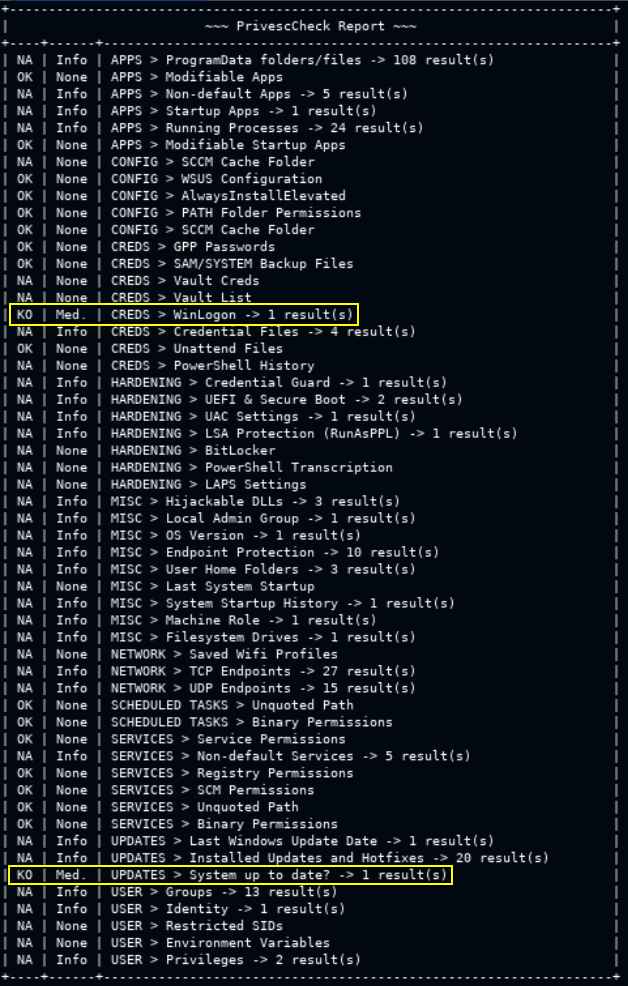 +------------------------------------------------------------------------------+
|                         ~~~ PrivescCheck Report ~~~                          |
+----+------+------------------------------------------------------------------+
| NA | Info | APPS > ProgramData folders/files -> 108 result(s)                |
| OK | None | APPS > Modifiable Apps                                           |
| NA | Info | APPS > Non-default Apps -> 5 result(s)                           |
| NA | Info | APPS > Startup Apps -> 1 result(s)                               |
| NA | Info | APPS > Running Processes -> 24 result(s)                         |
| OK | None | APPS > Modifiable Startup Apps                                   |
| NA | None | CONFIG > SCCM Cache Folder                                       |
| OK | None | CONFIG > WSUS Configuration                                      |
| OK | None | CONFIG > AlwaysInstallElevated                                   |
| OK | None | CONFIG > PATH Folder Permissions                                 |
| OK | None | CONFIG > SCCM Cache Folder                                       |
| OK | None | CREDS > GPP Passwords                                            |
| OK | None | CREDS > SAM/SYSTEM Backup Files                                  |
| NA | None | CREDS > Vault Creds                                              |
| NA | None | CREDS > Vault List                                               |
| KO | Med. | CREDS > WinLogon -> 1 result(s)                                  |
| NA | Info | CREDS > Credential Files -> 4 result(s)                          |
| OK | None | CREDS > Unattend Files                                           |
| NA | None | CREDS > PowerShell History                                       |
| NA | Info | HARDENING > Credential Guard -> 1 result(s)                      |
| NA | Info | HARDENING > UEFI & Secure Boot -> 2 result(s)                    |
| NA | Info | HARDENING > UAC Settings -> 1 result(s)                          |
| NA | Info | HARDENING > LSA Protection (RunAsPPL) -> 1 result(s)             |
| NA | None | HARDENING > BitLocker                                            |
| NA | None | HARDENING > PowerShell Transcription                             |
| NA | None | HARDENING > LAPS Settings                                        |
| NA | Info | MISC > Hijackable DLLs -> 3 result(s)                            |
| NA | Info | MISC > Local Admin Group -> 1 result(s)                          |
| NA | Info | MISC > OS Version -> 1 result(s)                                 |
| NA | Info | MISC > Endpoint Protection -> 10 result(s)                       |
| NA | Info | MISC > User Home Folders -> 3 result(s)                          |
| NA | None | MISC > Last System Startup                                       |
| NA | Info | MISC > System Startup History -> 1 result(s)                     |
| NA | Info | MISC > Machine Role -> 1 result(s)                               |
| NA | Info | MISC > Filesystem Drives -> 1 result(s)                          |
| NA | None | NETWORK > Saved Wifi Profiles                                    |
| NA | Info | NETWORK > TCP Endpoints -> 27 result(s)                          |
| NA | Info | NETWORK > UDP Endpoints -> 15 result(s)                          |
| OK | None | SCHEDULED TASKS > Unquoted Path                                  |
| OK | None | SCHEDULED TASKS > Binary Permissions                             |
| OK | None | SERVICES > Service Permissions                                   |
| NA | Info | SERVICES > Non-default Services -> 5 result(s)                   |
| OK | None | SERVICES > Registry Permissions                                  |
| OK | None | SERVICES > SCM Permissions                                       |
| OK | None | SERVICES > Unquoted Path                                         |
| OK | None | SERVICES > Binary Permissions                                    |
| NA | Info | UPDATES > Last Windows Update Date -> 1 result(s)                |
| NA | Info | UPDATES > Installed Updates and Hotfixes -> 20 result(s)         |
| KO | Med. | UPDATES > System up to date? -> 1 result(s)                      |
| NA | Info | USER > Groups -> 13 result(s)                                    |
| NA | Info | USER > Identity -> 1 result(s)                                   |
| NA | None | USER > Restricted SIDs                                           |
| NA | None | USER > Environment Variables                                     |
| NA | Info | USER > Privileges -> 2 result(s)                                 |
+----+------+------------------------------------------------------------------+